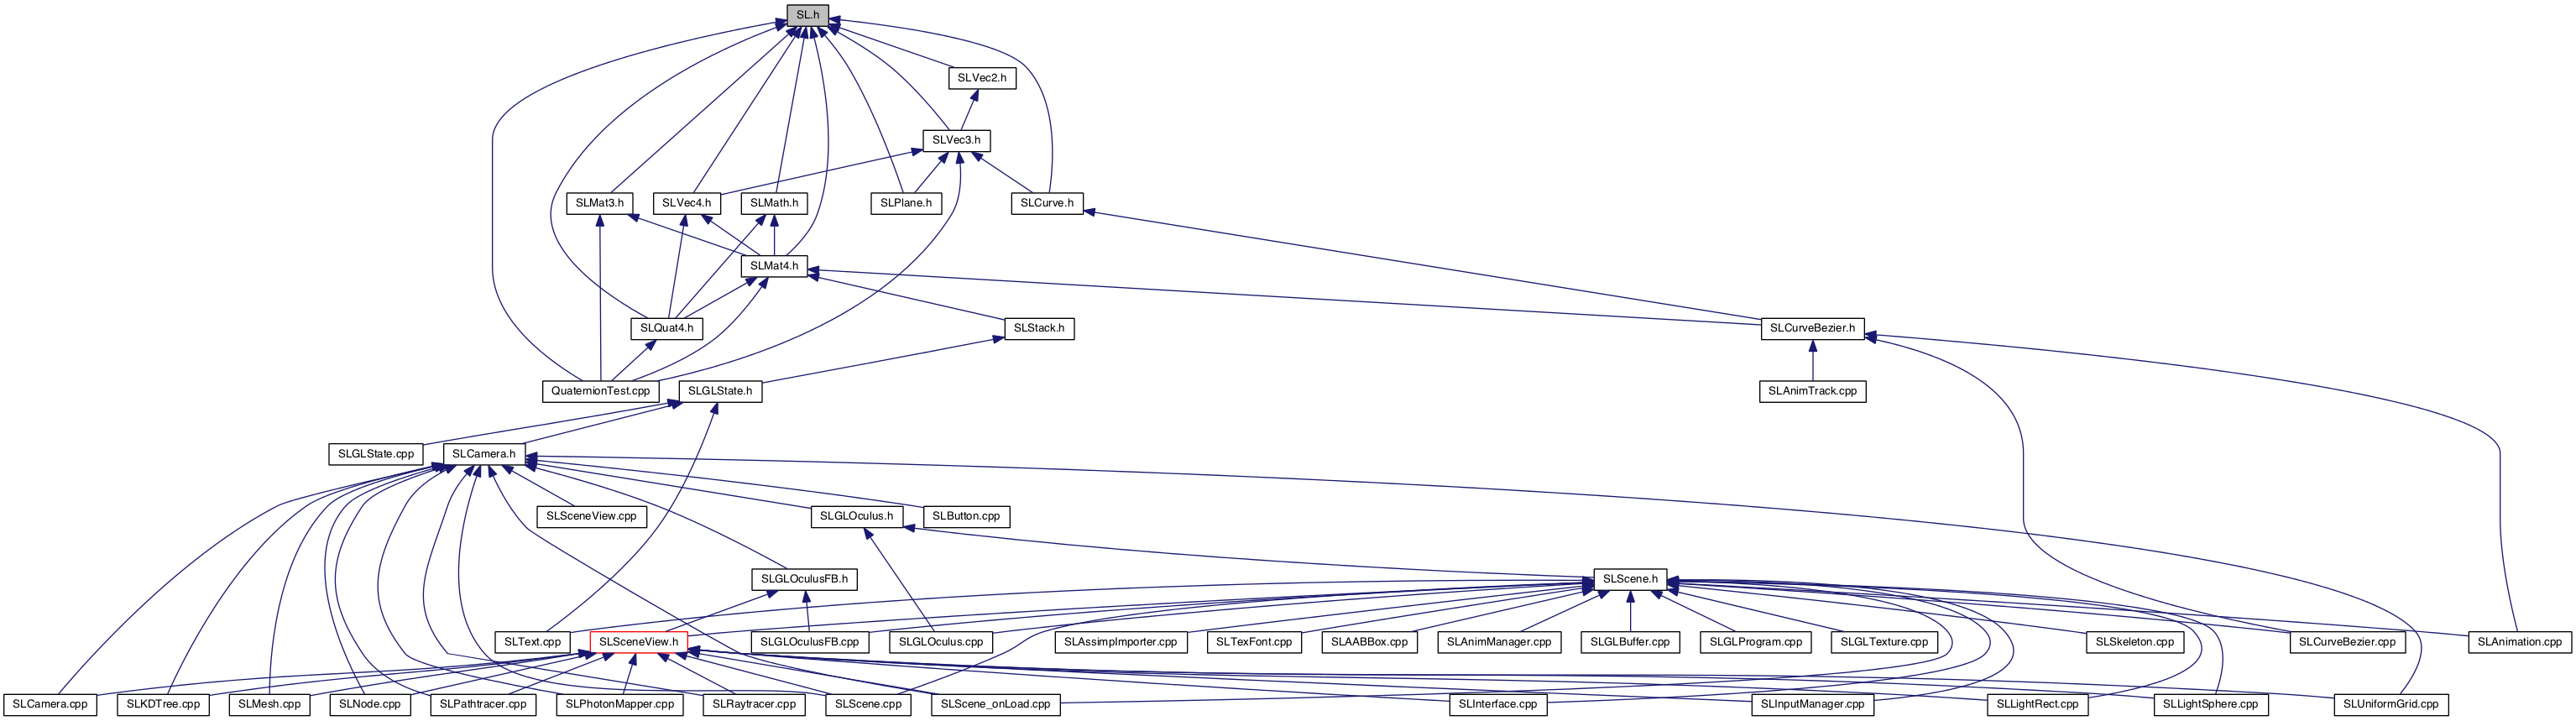 SL.h
SLVec2.h
SLVec3.h
SLMat3.h
SLVec4.h
SLMath.h
SLPlane.h
SLCurve.h
SLMat4.h
SLQuat4.h
SLStack.h
SLCurveBezier.h
QuaternionTest.cpp
SLGLState.h
SLAnimTrack.cpp
SLGLState.cpp
SLCamera.h
SLSceneView.cpp
SLGLOculus.h
SLButton.cpp
SLGLOculusFB.h
SLScene.h
SLText.cpp
SLSceneView.h
SLGLOculusFB.cpp
SLGLOculus.cpp
SLAssimpImporter.cpp
SLTexFont.cpp
SLAABBox.cpp
SLAnimManager.cpp
SLGLBuffer.cpp
SLGLProgram.cpp
SLGLTexture.cpp
SLSkeleton.cpp
SLCurveBezier.cpp
SLAnimation.cpp
SLCamera.cpp
SLKDTree.cpp
SLMesh.cpp
SLNode.cpp
SLPathtracer.cpp
SLPhotonMapper.cpp
SLRaytracer.cpp
SLScene.cpp
SLScene_onLoad.cpp
SLInterface.cpp
SLInputManager.cpp
SLLightRect.cpp
SLLightSphere.cpp
SLUniformGrid.cpp